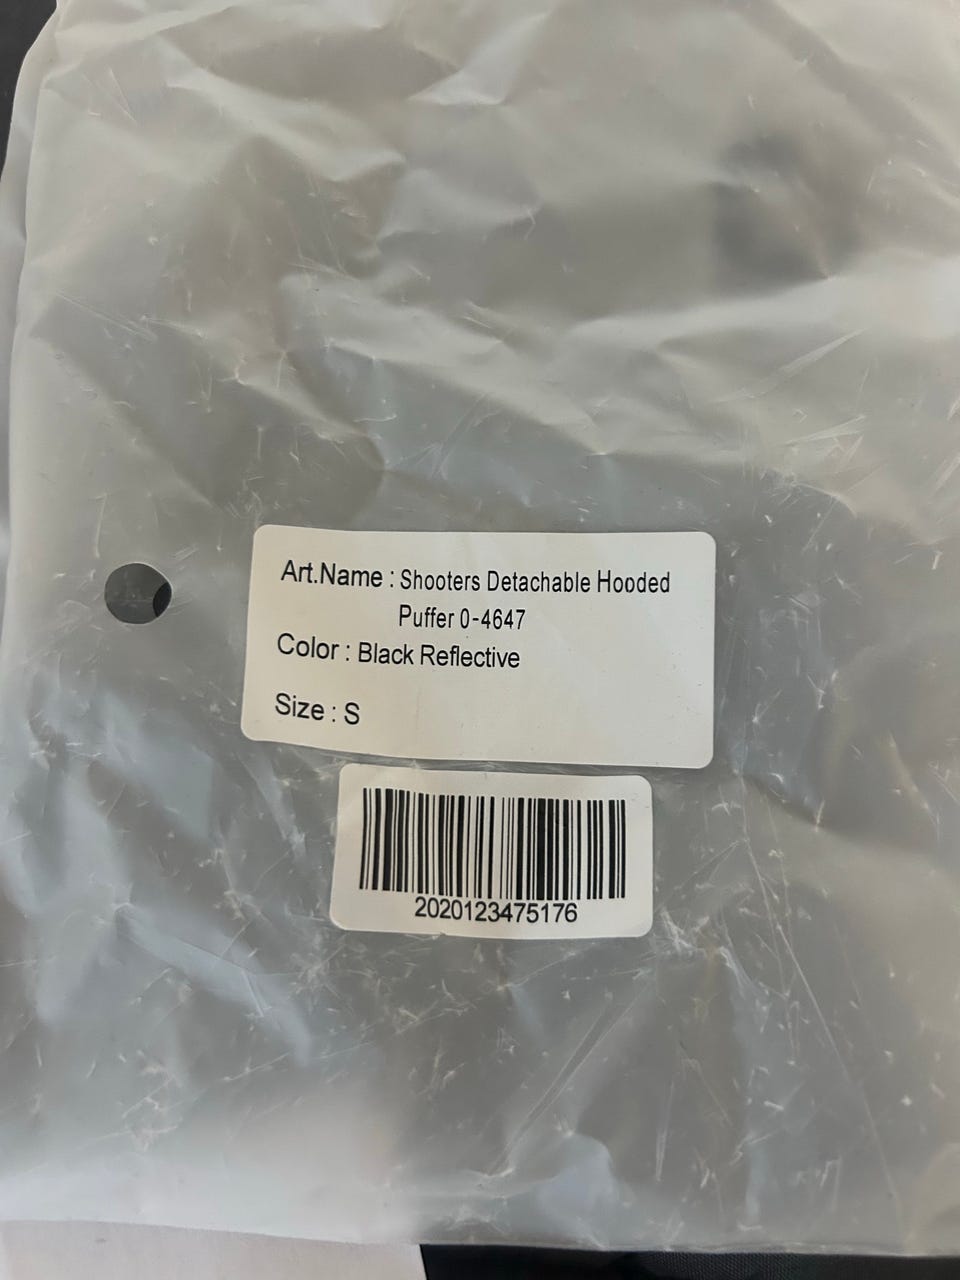 Art.Name : Shooters Detachable Hooded
Puffer 0-4647
Color : Black Reflective
Size : S
2020123475176